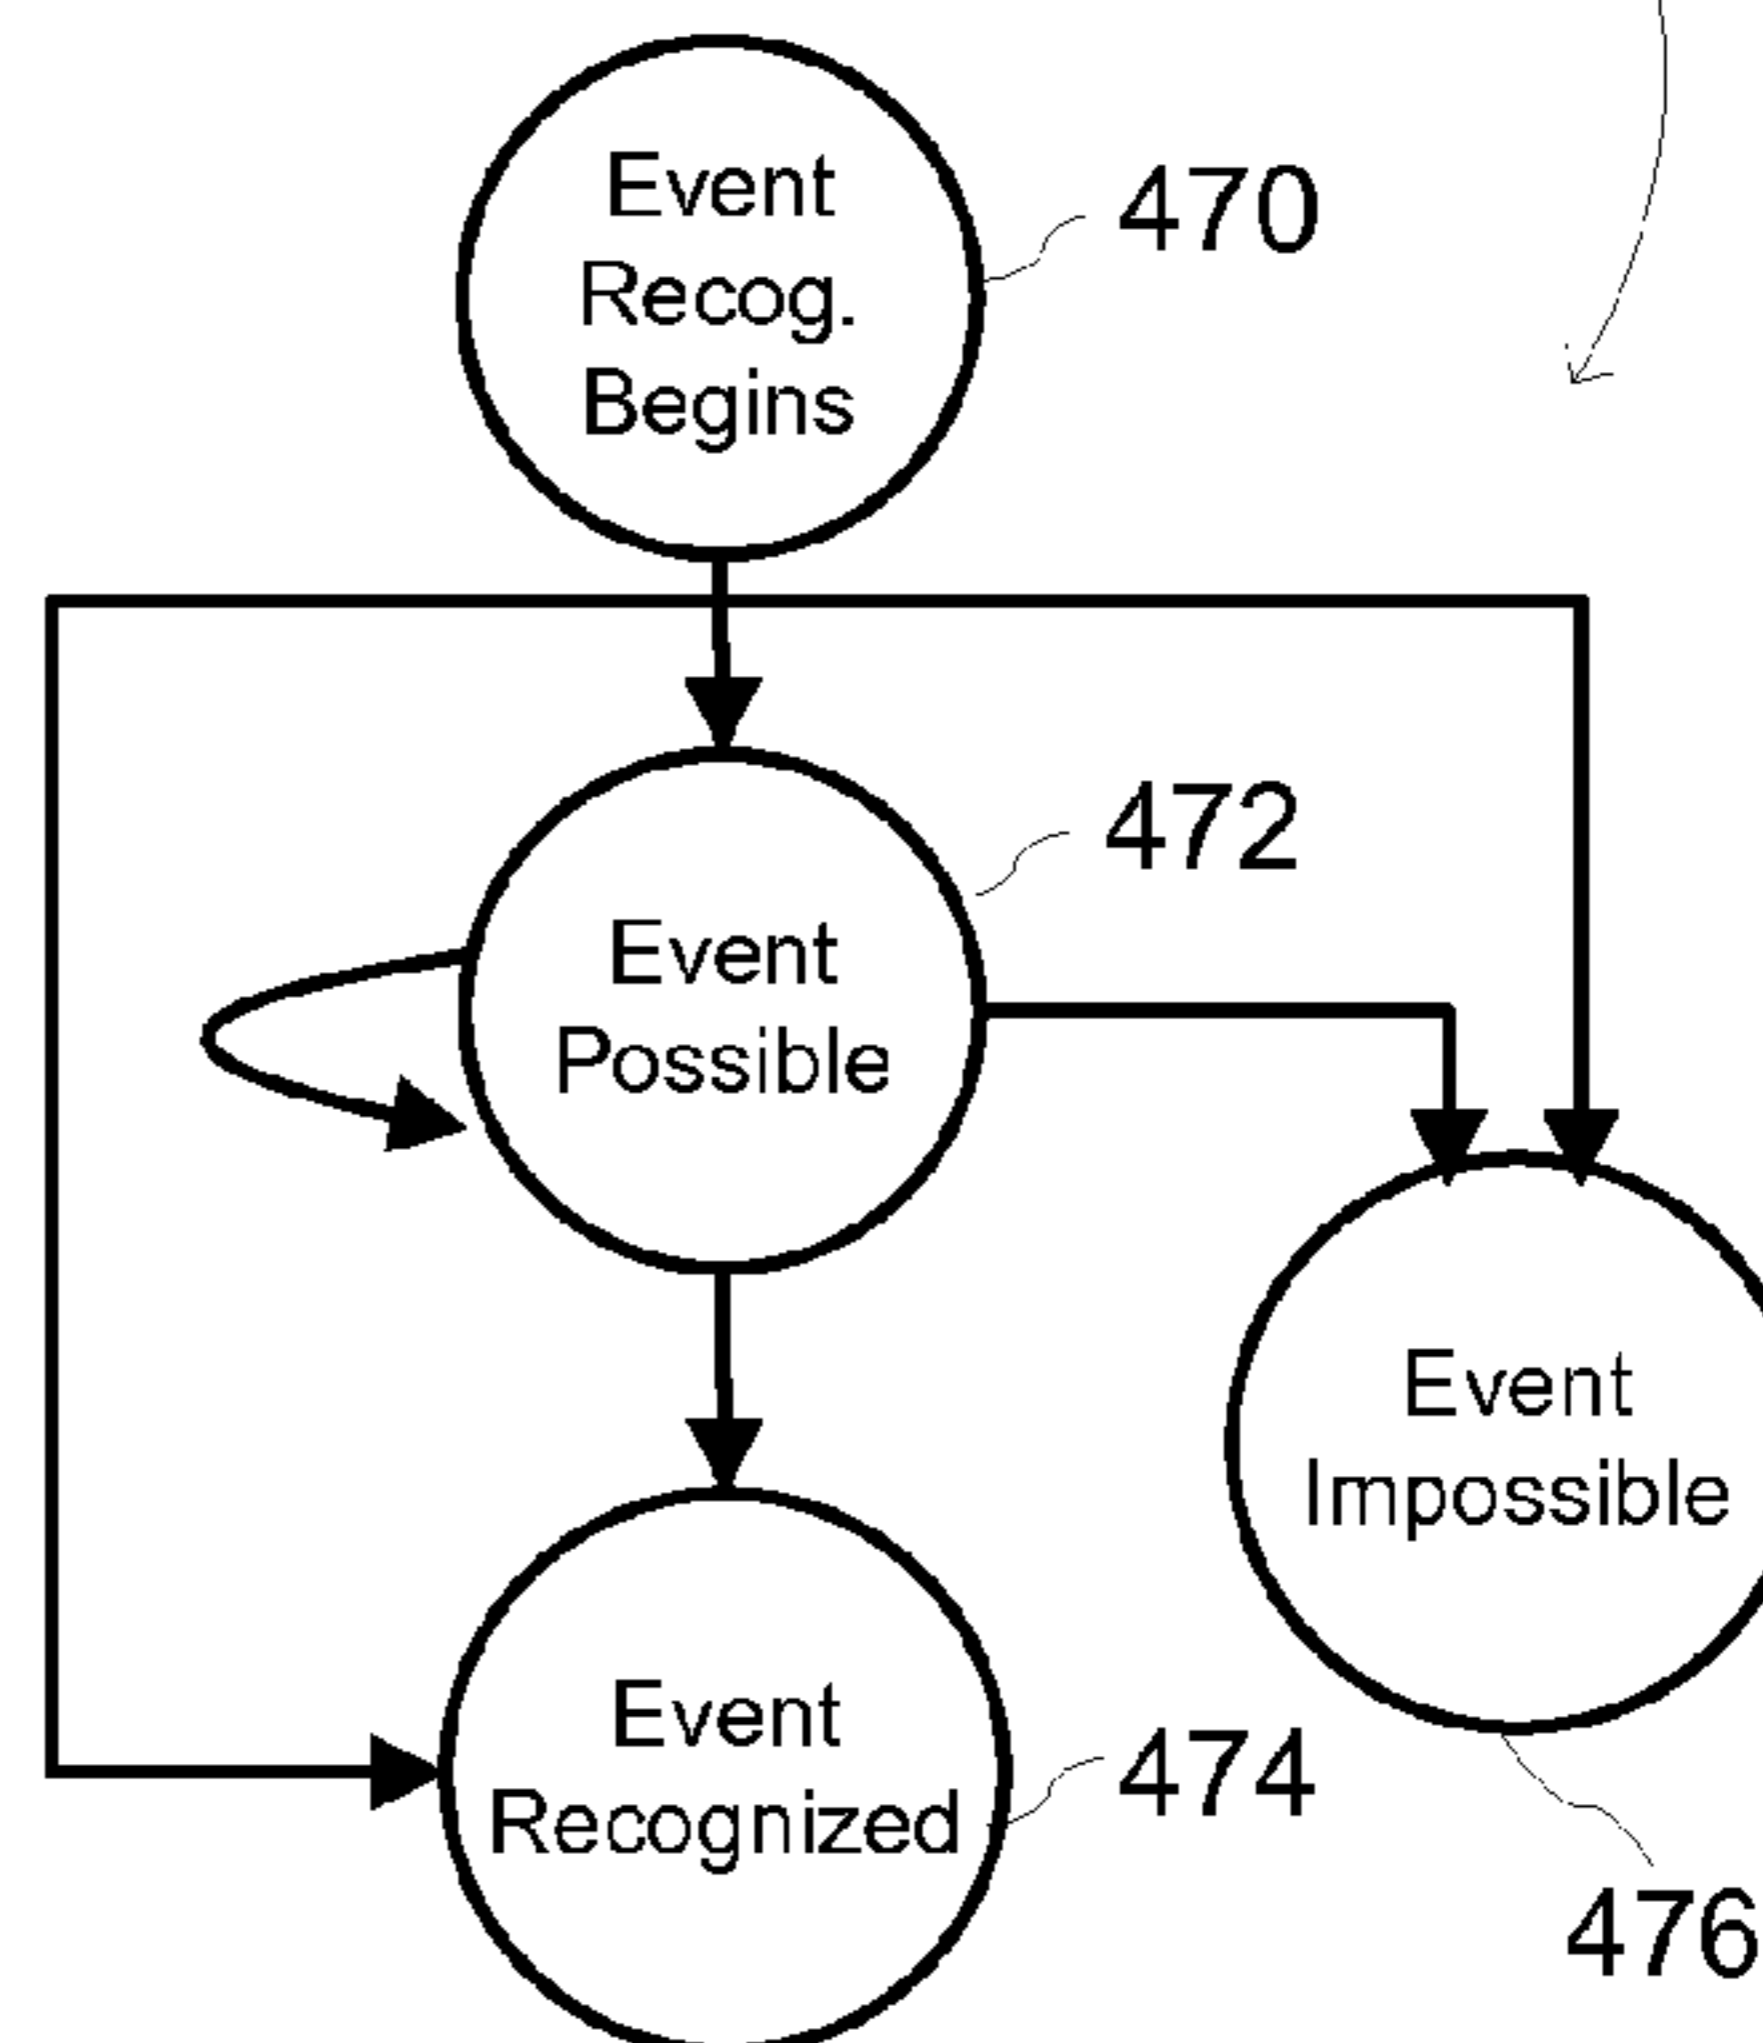 Event
Recog.
Begins
470
472
Event
Possible
Event
Impossible
Event
Recognized
474
476